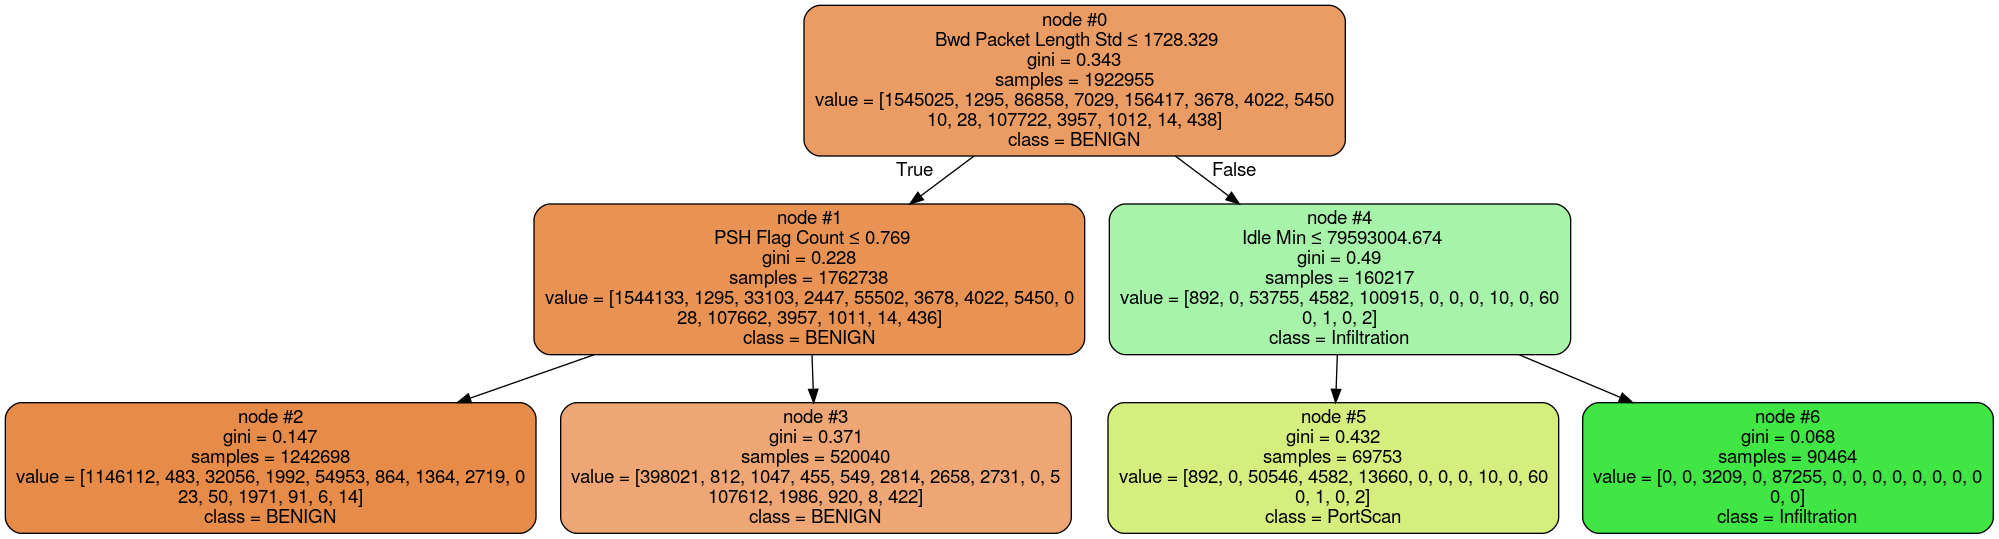 node #0
Bwd Packet Length Std ≤ 1728.329
gini = 0.343
samples = 1922955
value = [1545025, 1295, 86858, 7029, 156417, 3678, 4022, 5450
10, 28, 107722, 3957, 1012, 14, 438]
class = BENIGN
True
False
node #1
PSH Flag Count ≤ 0.769
gini = 0.228
samples = 1762738
value = [1544133, 1295, 33103, 2447, 55502, 3678, 4022, 5450, 0
28, 107662, 3957, 1011, 14, 436]
class = BENIGN
node #4
Idle Min ≤ 79593004.674
gini = 0.49
samples = 160217
value = [892, 0, 53755, 4582, 100915, 0, 0, 0, 10, 0, 60
0, 1, 0, 2]
class = Infiltration
node #2
gini = 0.147
samples = 1242698
value = [1146112, 483, 32056, 1992, 54953, 864, 1364, 2719, 0
23, 50, 1971, 91, 6, 14]
class = BENIGN
node #3
gini = 0.371
samples = 520040
value = [398021, 812, 1047, 455, 549, 2814, 2658, 2731, 0, 5
107612, 1986, 920, 8, 422]
class = BENIGN
node #5
gini = 0.432
samples = 69753
value = [892, 0, 50546, 4582, 13660, 0, 0, 0, 10, 0, 60
0, 1, 0, 2]
class = PortScan
node #6
gini = 0.068
samples = 90464
value = [0, 0, 3209, 0, 87255, 0, 0, 0, 0, 0, 0, 0, 0
0, 0]
class = Infiltration